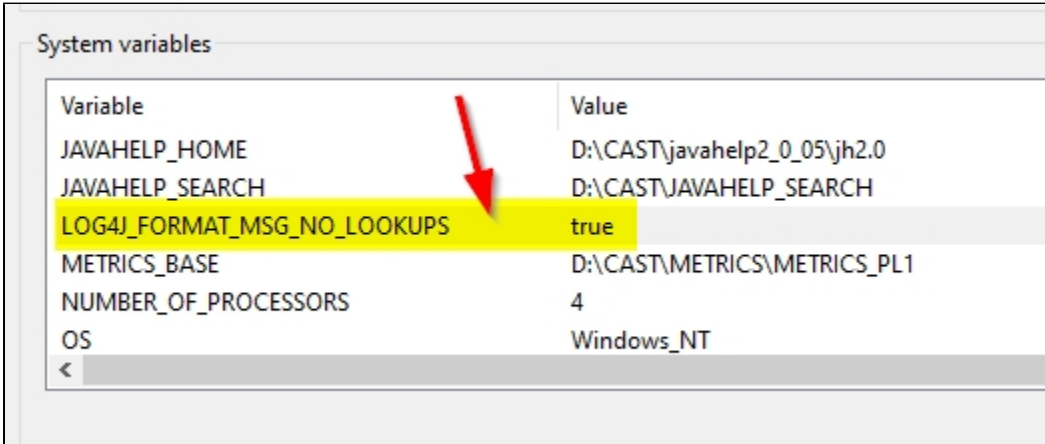 System variables
Variable Value
JAVAHELP_HOME D:\CAST\javahelp2_0_05\jh2.0
JAVAHELP_SEARCH D:\CAST\JAVAHELP_SEARCH
LOG4J_FORMAT_MSG_NO_LOOKUPS true
METRICS_BASE D:\CAST\METRICS\METRICS_PL1
NUMBER_OF_PROCESSORS 4
OS Windows_NT